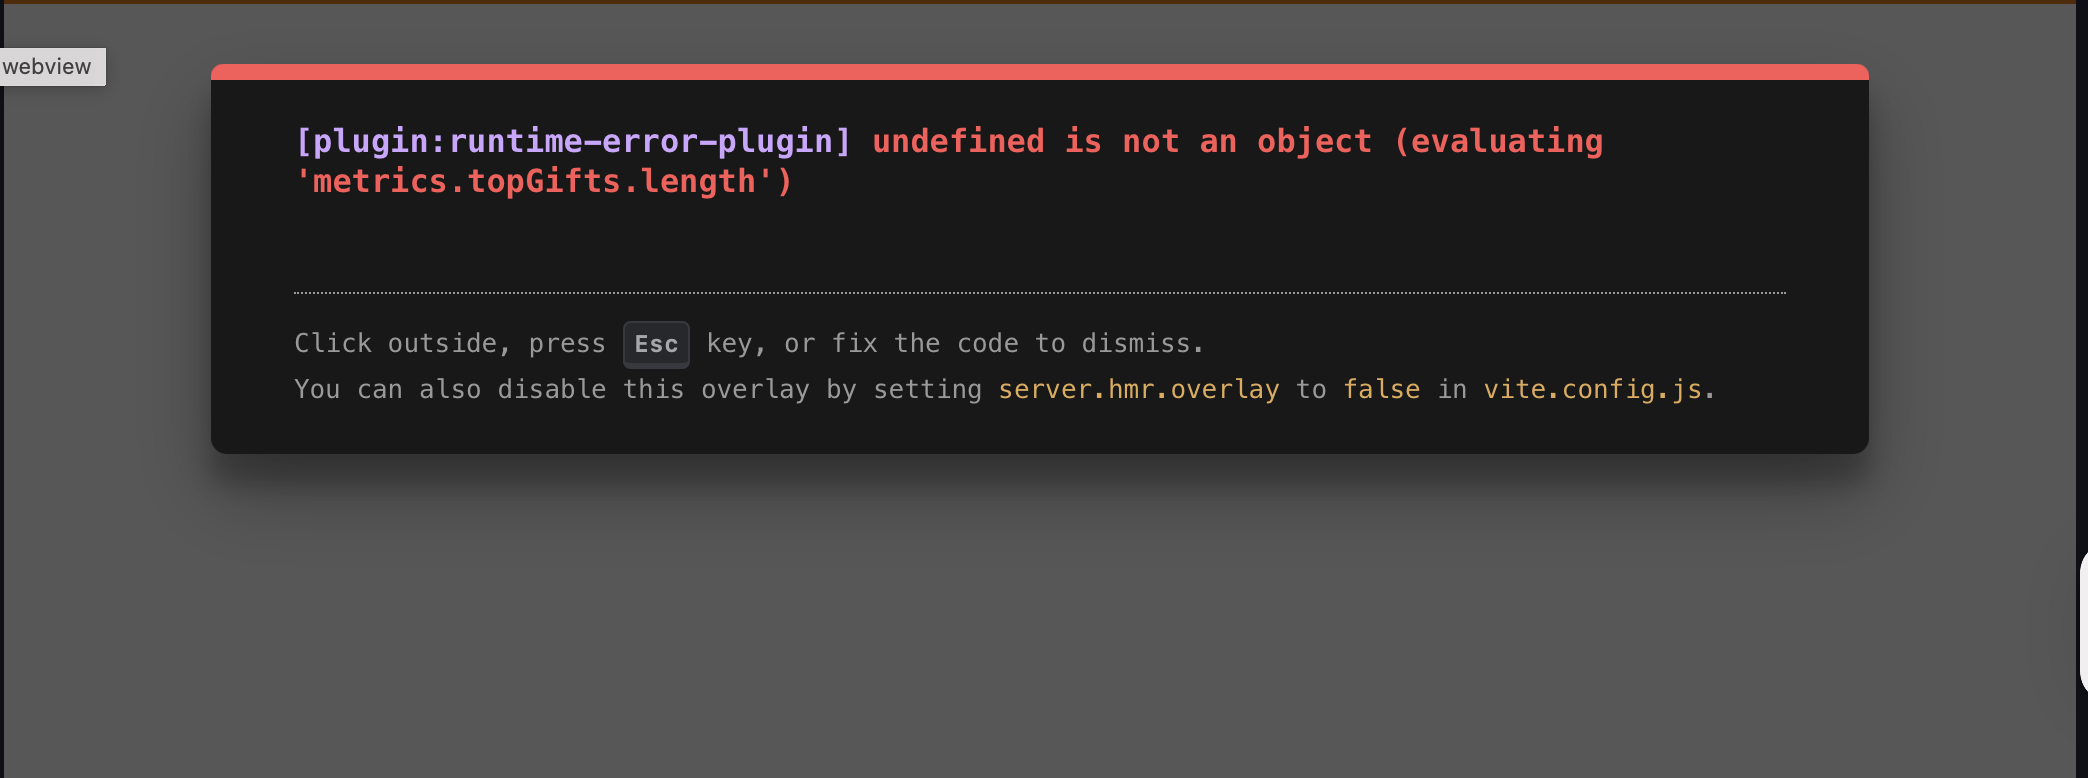 webview
[plugin:runtime-error-plugin] undefined is not an object (evaluating
'metrics.topGifts.length')
Click outside, press Esc key, or fix the code to dismiss.
You can also disable this overlay by setting server.hmr.overlay to false in vite.config.js.